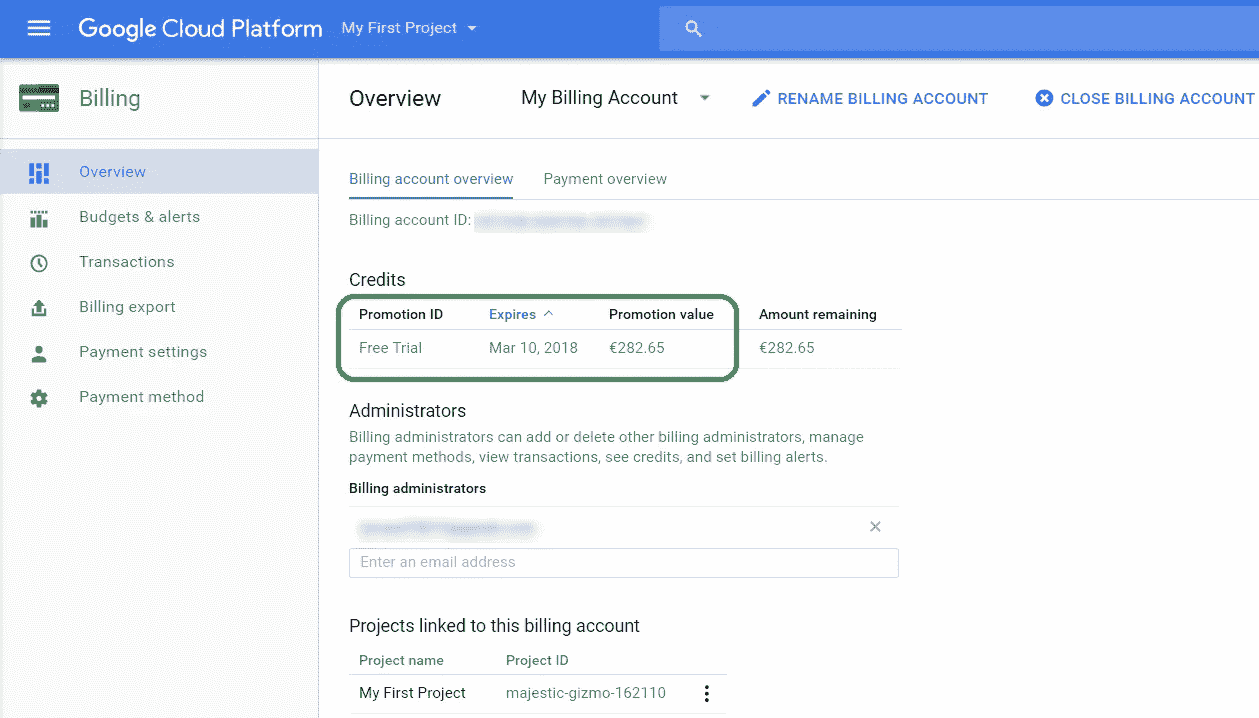 Google Cloud Platform My First Project
Billing
Overview My Billing Account RENAME BILLING ACCOUNT CLOSE BILLING ACCOUNT
Overview
Budgets & alerts
Transactions
Billing export
Payment settings
Payment method
Billing account overview Payment overview
Billing account ID:
Credits
Promotion ID Expires Promotion value Amount remaining
Free Trial Mar 10, 2018 €282.65 €282.65
Administrators
Billing administrators can add or delete other billing administrators, manage
payment methods, view transactions, see credits, and set billing alerts.
Billing administrators
Enter an email address
Projects linked to this billing account
Project name Project ID
My First Project majestic-gizmo-162110